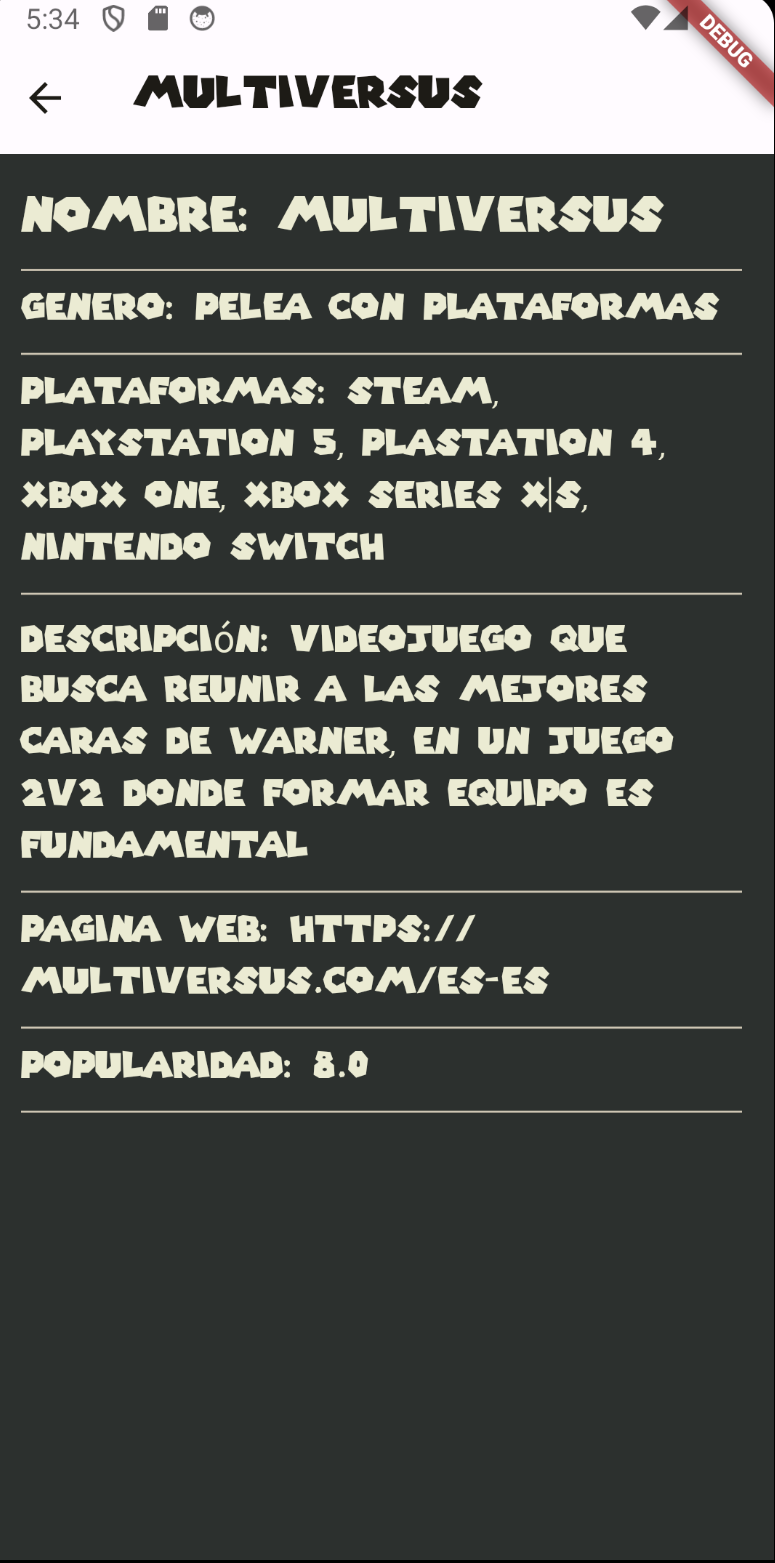 5:34
DEBUG
MULTIVERSUS
NOMBRE: MULTIVERSUS
GENERO: PELEA CON PLATAFORMAS
PLATAFORMAS: STEAM,
PLAYSTATION 5, PLASTATION 4,
XBOX ONE, XBOX SERIES X|S,
NINTENDO SWITCH
DESCRIPCIóN: VIDEOJUEGO QUE
BUSCA REUNIR A LAS MEJORES
CARAS DE WARNER, EN UN JUEGO
2V2 DONDE FORMAR EQUIPO ES
FUNDAMENTAL
PAGINA WEB: HTTPS://
MULTIVERSUS.COM/ES-ES
POPULARIDAD: 8.0